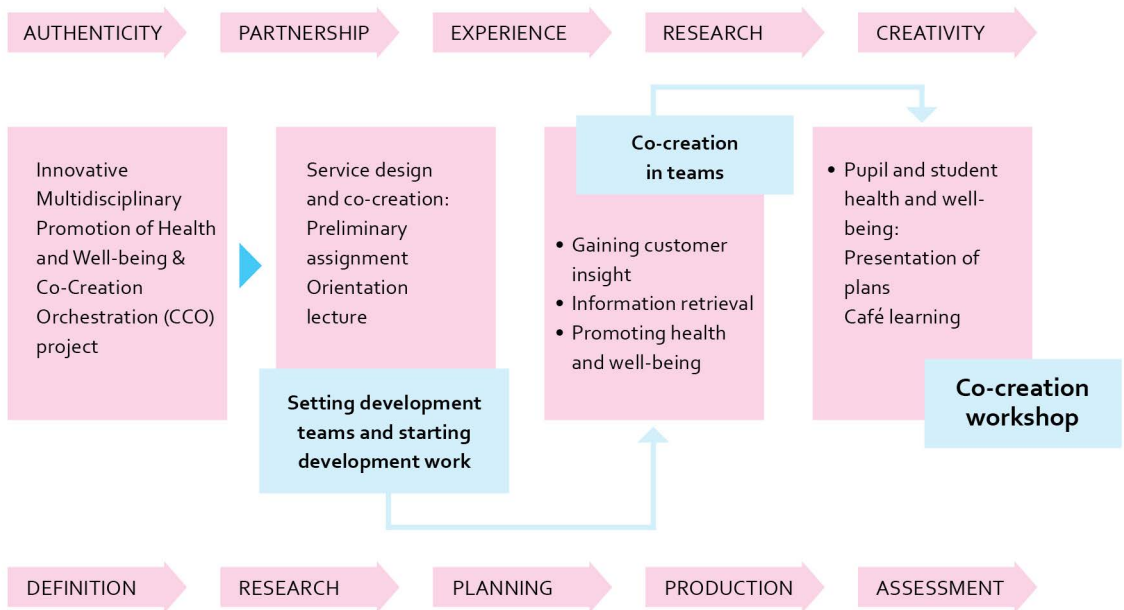 AUTHENTICITY
PARTNERSHIP
EXPERIENCE
RESEARCH
CREATIVITY
Innovative
Multidisciplinary
Promotion of Health
and Well-being &
Co-Creation
Orchestration (CCO)
project
Service design
and co-creation:
Preliminary
assignment
Orientation
lecture
Setting development
teams and starting
development work
Co-creation
in teams
• Gaining customer
insight
• Information retrieval
• Promoting health
and well-being
• Pupil and student
health and well-
being:
Presentation of
plans
Café learning
Co-creation
workshop
DEFINITION
RESEARCH
PLANNING
PRODUCTION
ASSESSMENT